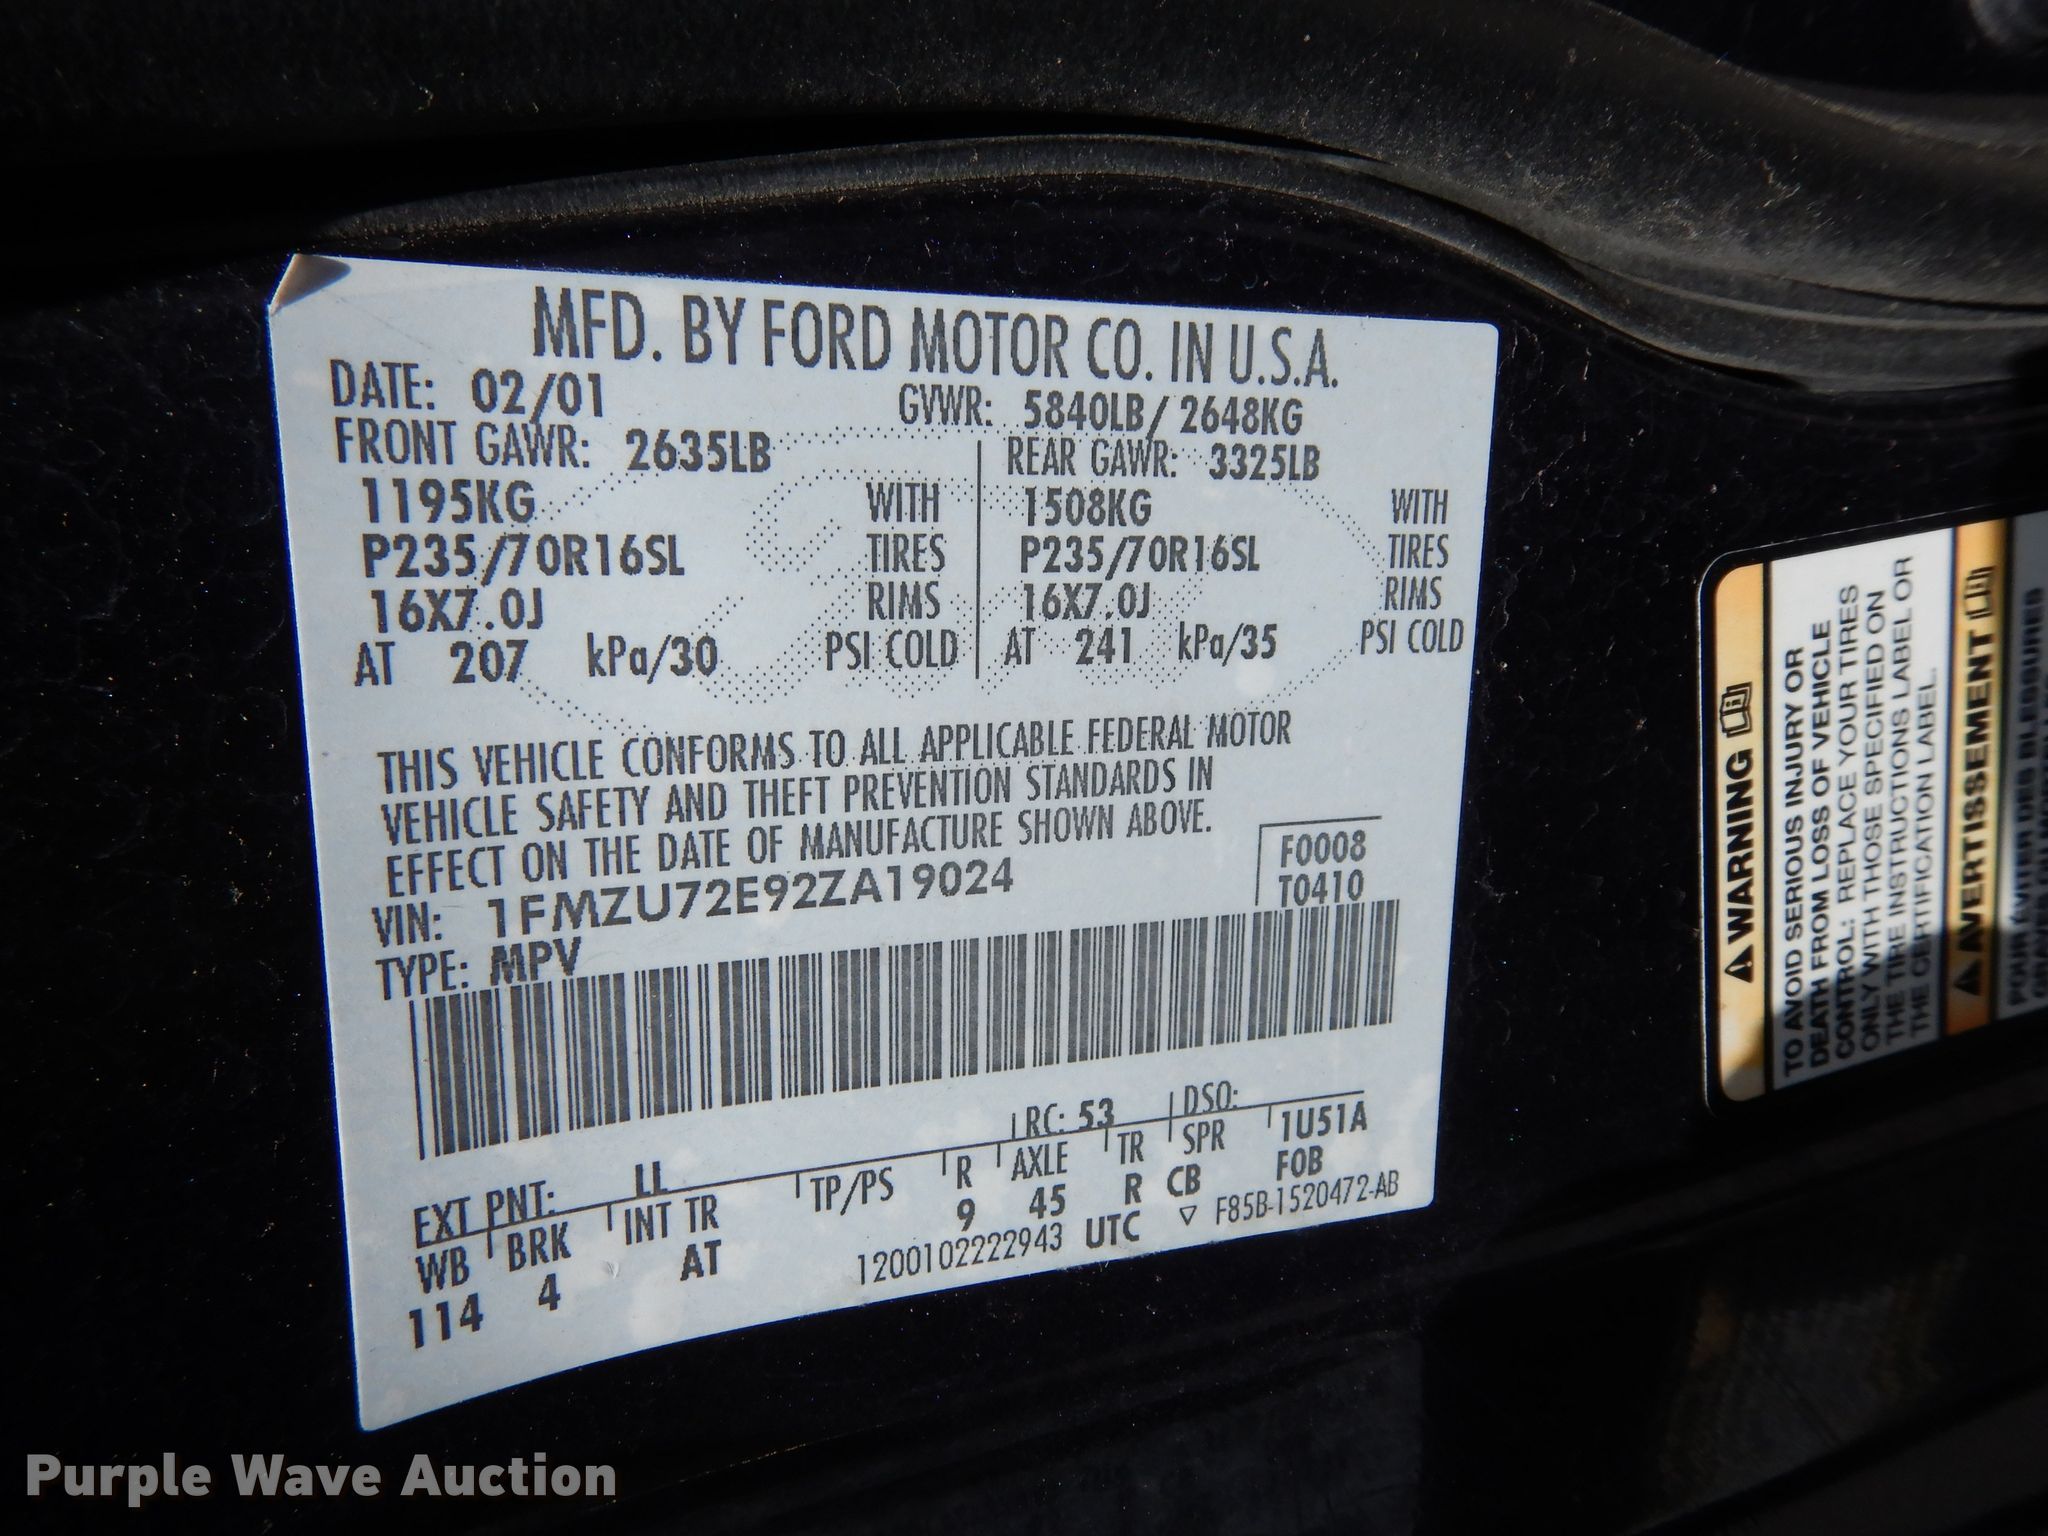 MFD. BY FORD MOTOR CO. IN U.S.A.
DATE: 02/01 GVWR: 5840LB/ 2648KG
FRONT GAWR: 2635LB REAR GAWR: 3325LB
1195KG WITH 1508KG WITH
P235/70R16SL TIRES P235/70R16SL TIRES
16X7.0J RIMS 16X7.0J RIMS
AT 207 kPa/30 PSI COLD AT 241 kPa/35 PSI COLD
THIS VEHICLE CONFORMS TO ALL APPLICABLE FEDERAL MOTOR
VEHICLE SAFETY AND THEFT PREVENTION STANDARDS IN
EFFECT ON THE DATE OF MANUFACTURE SHOWN ABOVE.
VIN: 1FMZU72E92ZA19024 F0008
TYPE: MPV T0410
EXT PNT: LL RC: 53 DSO:
WB BRK INT TR TP/PS R AXLE TR SPR 1U51A
114 4 AT 9 45 R CB FOB
1200102222943 UTC ▽ F85B-1520472-AB
WARNING
TO AVOID SERIOUS INJURY OR
DEATH FROM LOSS OF VEHICLE
CONTROL: REPLACE YOUR TIRES
ONLY WITH THOSE SPECIFIED ON
THE TIRE INSTRUCTIONS LABEL OR
THE CERTIFICATION LABEL.
AVERTISSEMENT
POUR EVITER DES BLESSURES
Purple Wave Auction